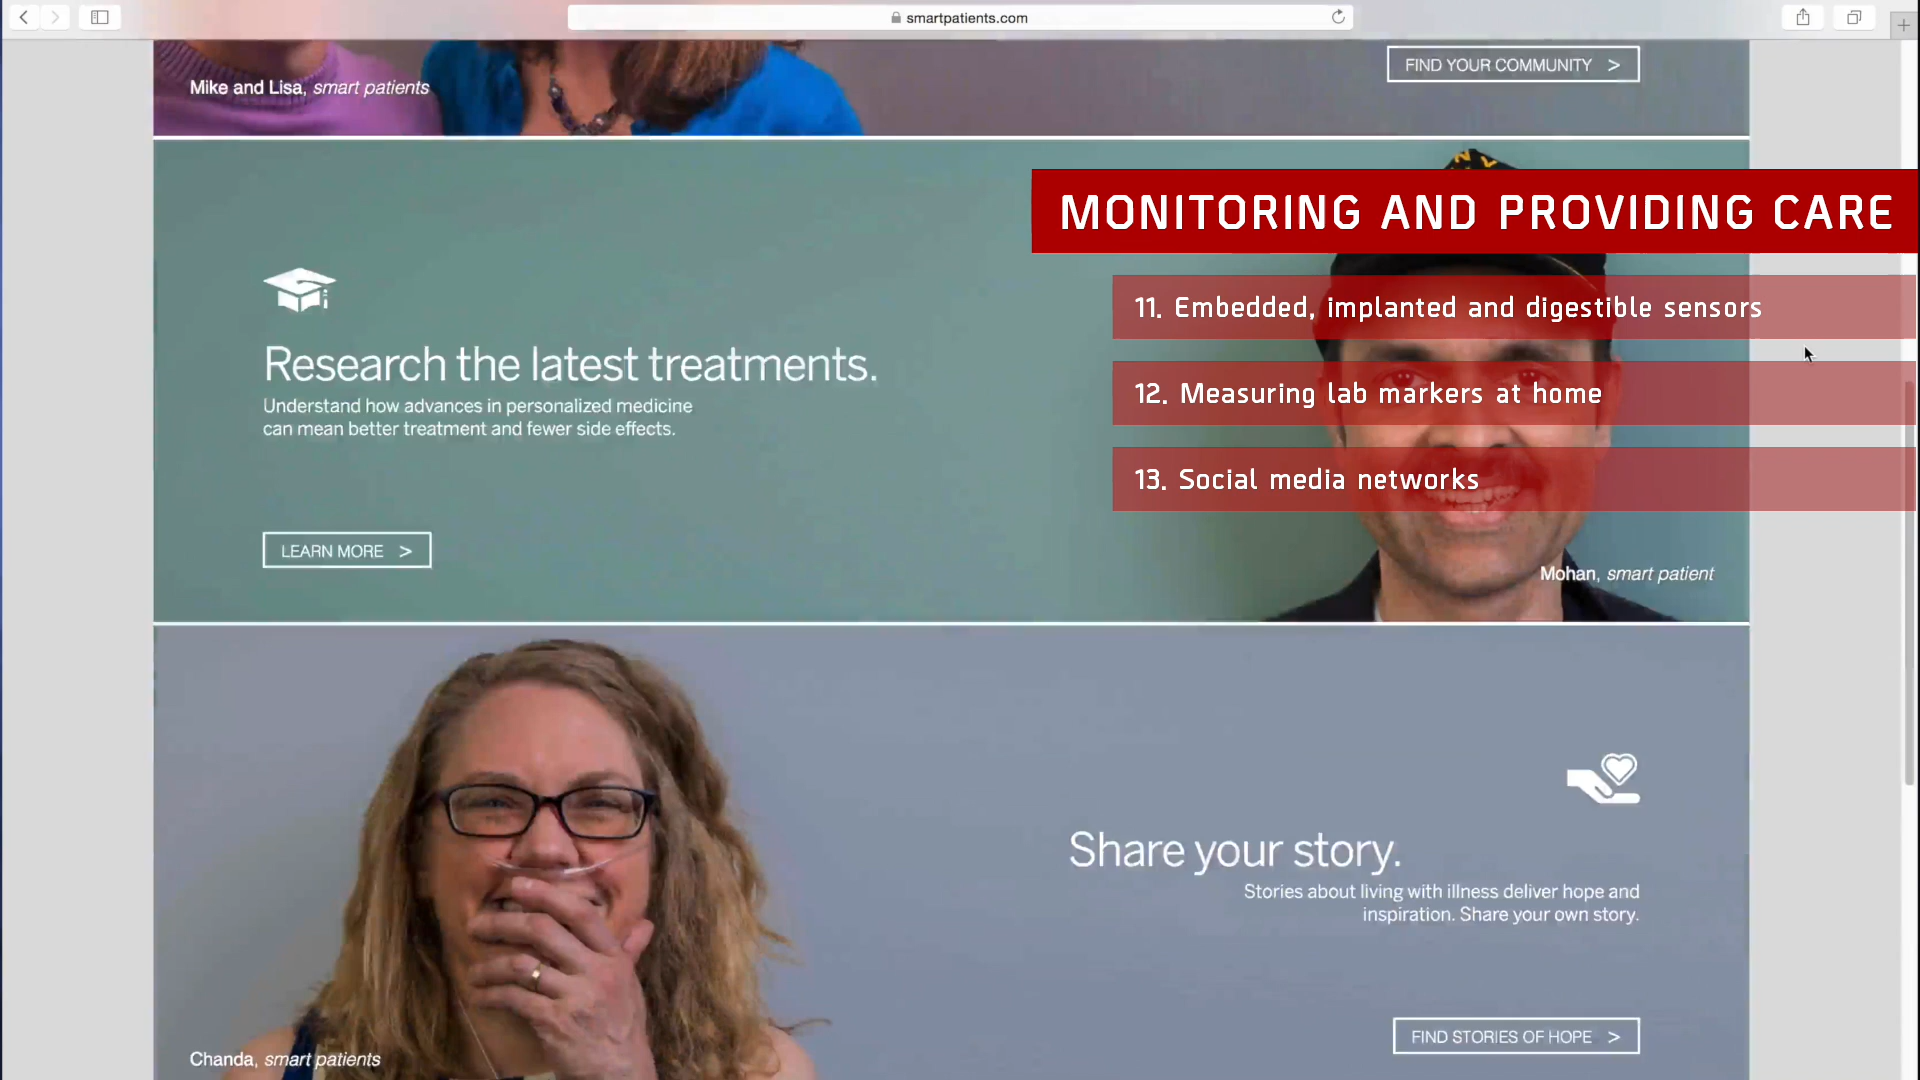 smartpatients.com
Mike and Lisa, smart patients
FIND YOUR COMMUNITY >
MONITORING AND PROVIDING CARE
11. Embedded, implanted and digestible sensors
12. Measuring lab markers at home
13. Social media networks
Research the latest treatments.
Understand how advances in personalized medicine
can mean better treatment and fewer side effects.
LEARN MORE >
Mohan, smart patient
Share your story.
Stories about living with illness deliver hope and
inspiration. Share your own story.
FIND STORIES OF HOPE >
Chanda, smart patients